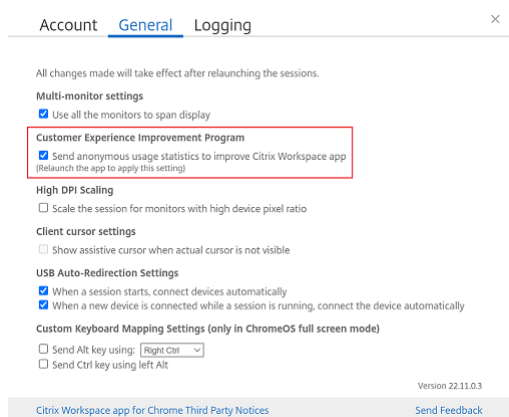 Account General Logging
All changes made will take effect after relaunching the sessions.
Multi-monitor settings
Use all the monitors to span display
Customer Experience Improvement Program
Send anonymous usage statistics to improve Citrix Workspace app
(Relaunch the app to apply this setting)
High DPI Scaling
Scale the session for monitors with high device pixel ratio
Client cursor settings
Show assistive cursor when actual cursor is not visible
USB Auto-Redirection Settings
When a session starts, connect devices automatically
When a new device is connected while a session is running, connect the device automatically
Custom Keyboard Mapping Settings (only in ChromeOS full screen mode)
Send Alt key using: Right Ctrl
Send Ctrl key using left Alt
Version 22.11.0.3
Citrix Workspace app for Chrome Third Party Notices Send Feedback